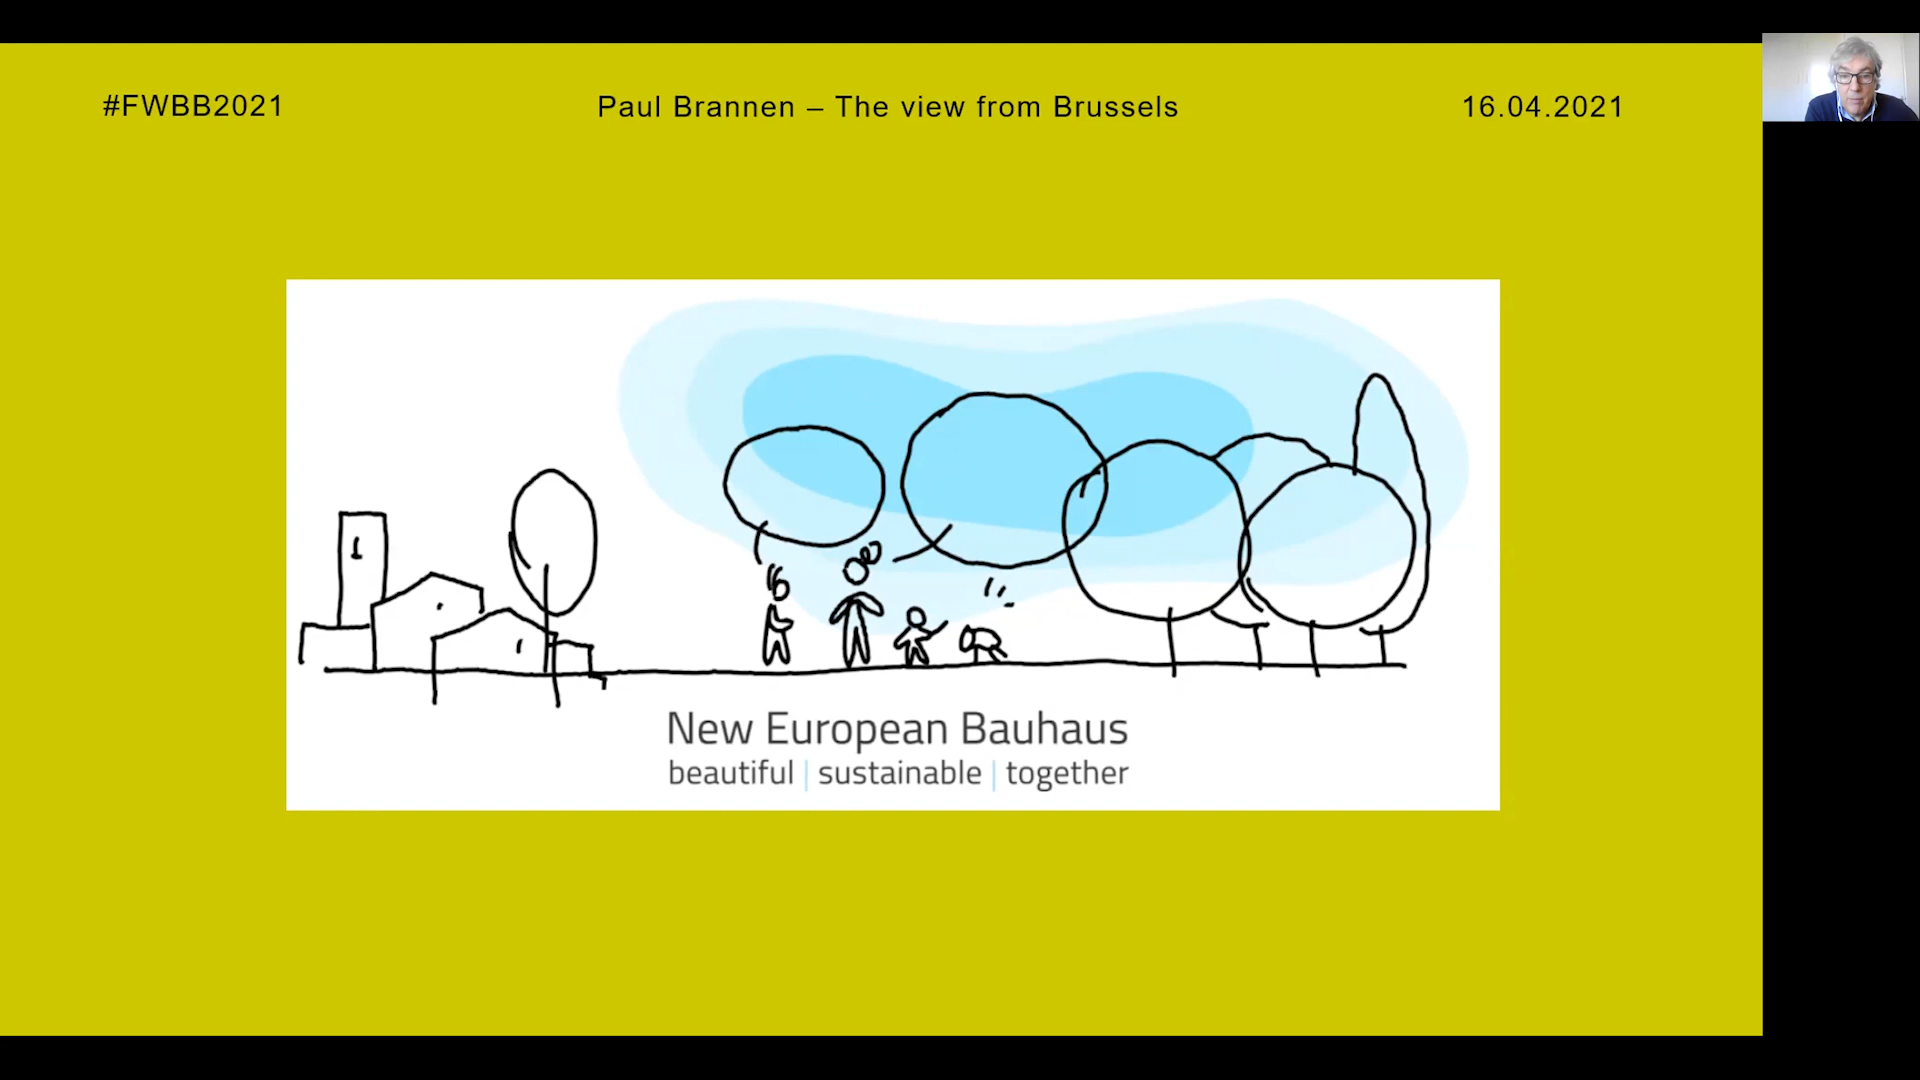 #FWBB2021
Paul Brannen – The view from Brussels
16.04.2021
New European Bauhaus
beautiful | sustainable | together